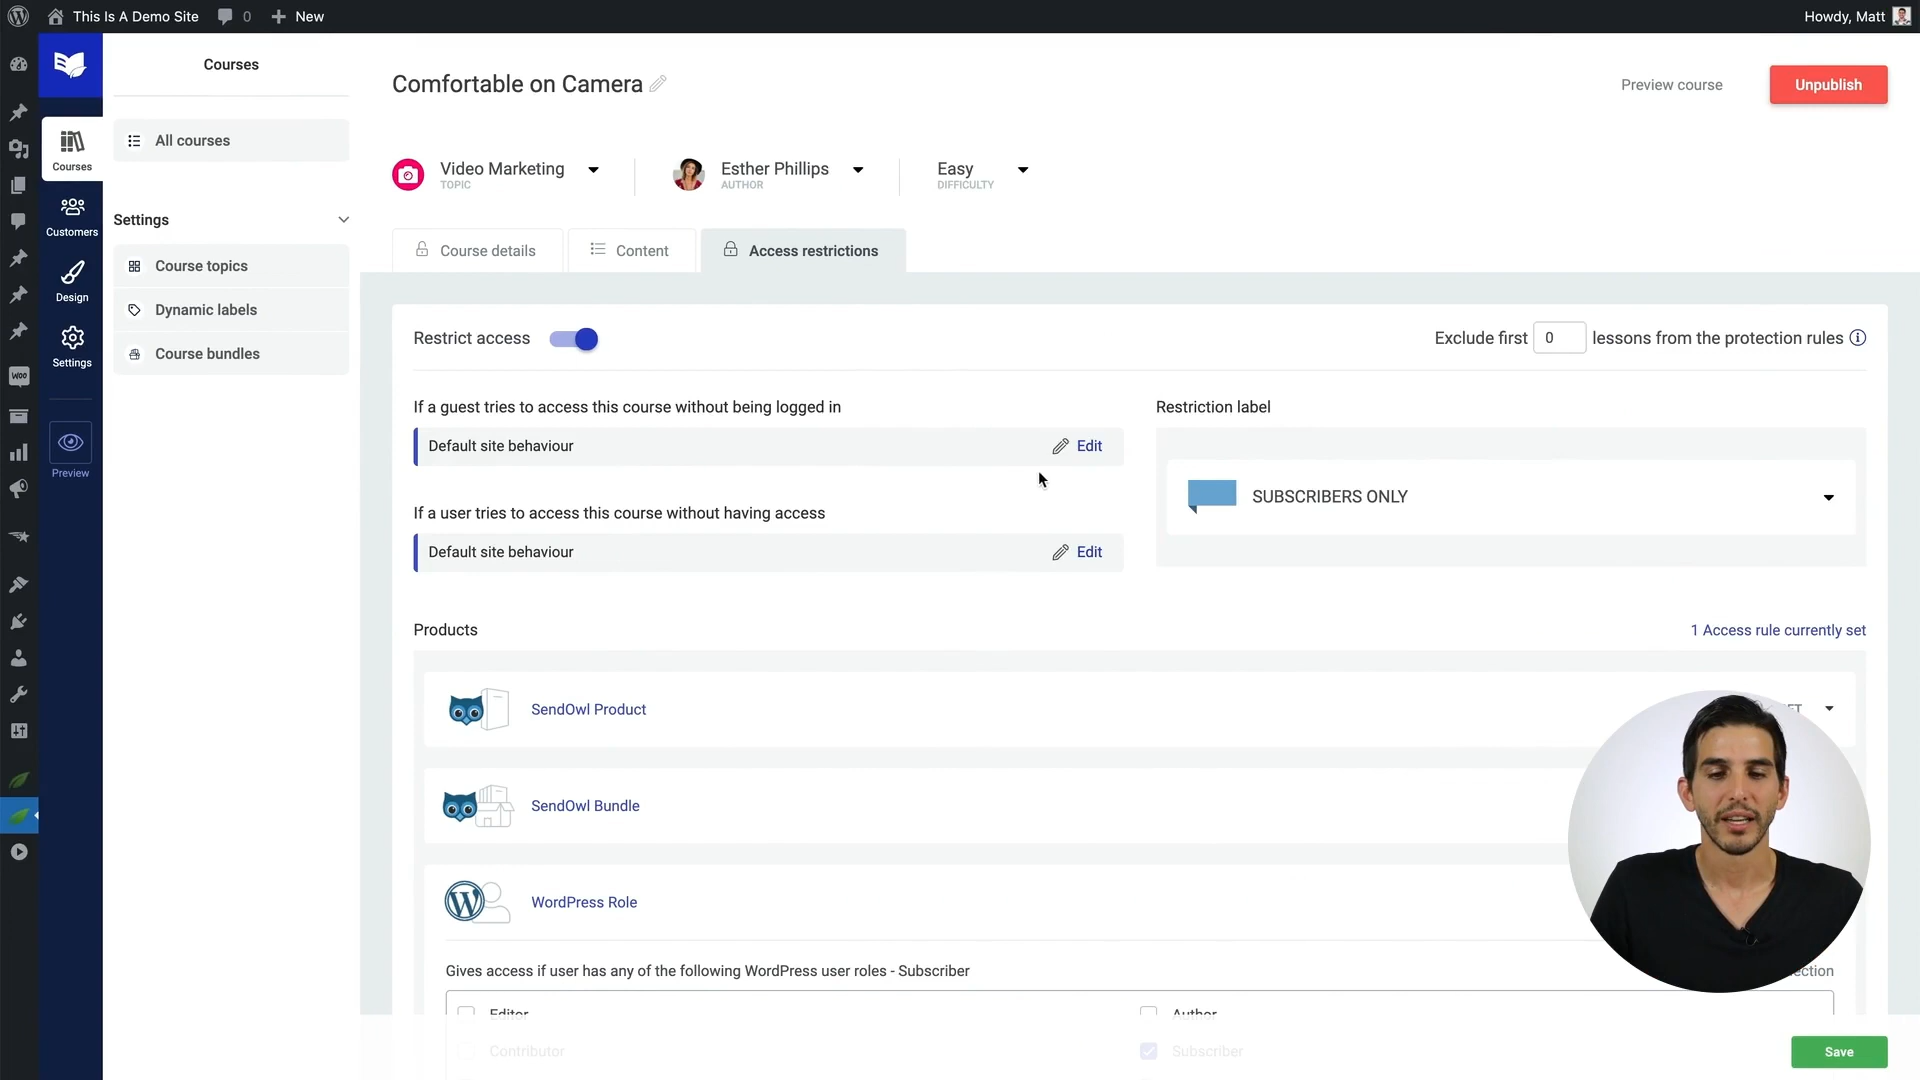 This Is A Demo Site
0
New
Howdy, Matt
Courses
Comfortable on Camera
Preview course
Unpublish
All courses
Courses
Video Marketing
TOPIC
Esther Phillips
AUTHOR
Easy
DIFFICULTY
Customers
Settings
Course details
Content
Access restrictions
Course topics
Design
Dynamic labels
Restrict access
Exclude first 0 lessons from the protection rules
Settings
Course bundles
WOO
If a guest tries to access this course without being logged in
Restriction label
Default site behaviour
Edit
Preview
SUBSCRIBERS ONLY
If a user tries to access this course without having access
Default site behaviour
Edit
Products
1 Access rule currently set
SendOwl Product
SendOwl Bundle
WordPress Role
Gives access if user has any of the following WordPress user roles - Subscriber
Editor
Author
Contributor
Subscriber
Save